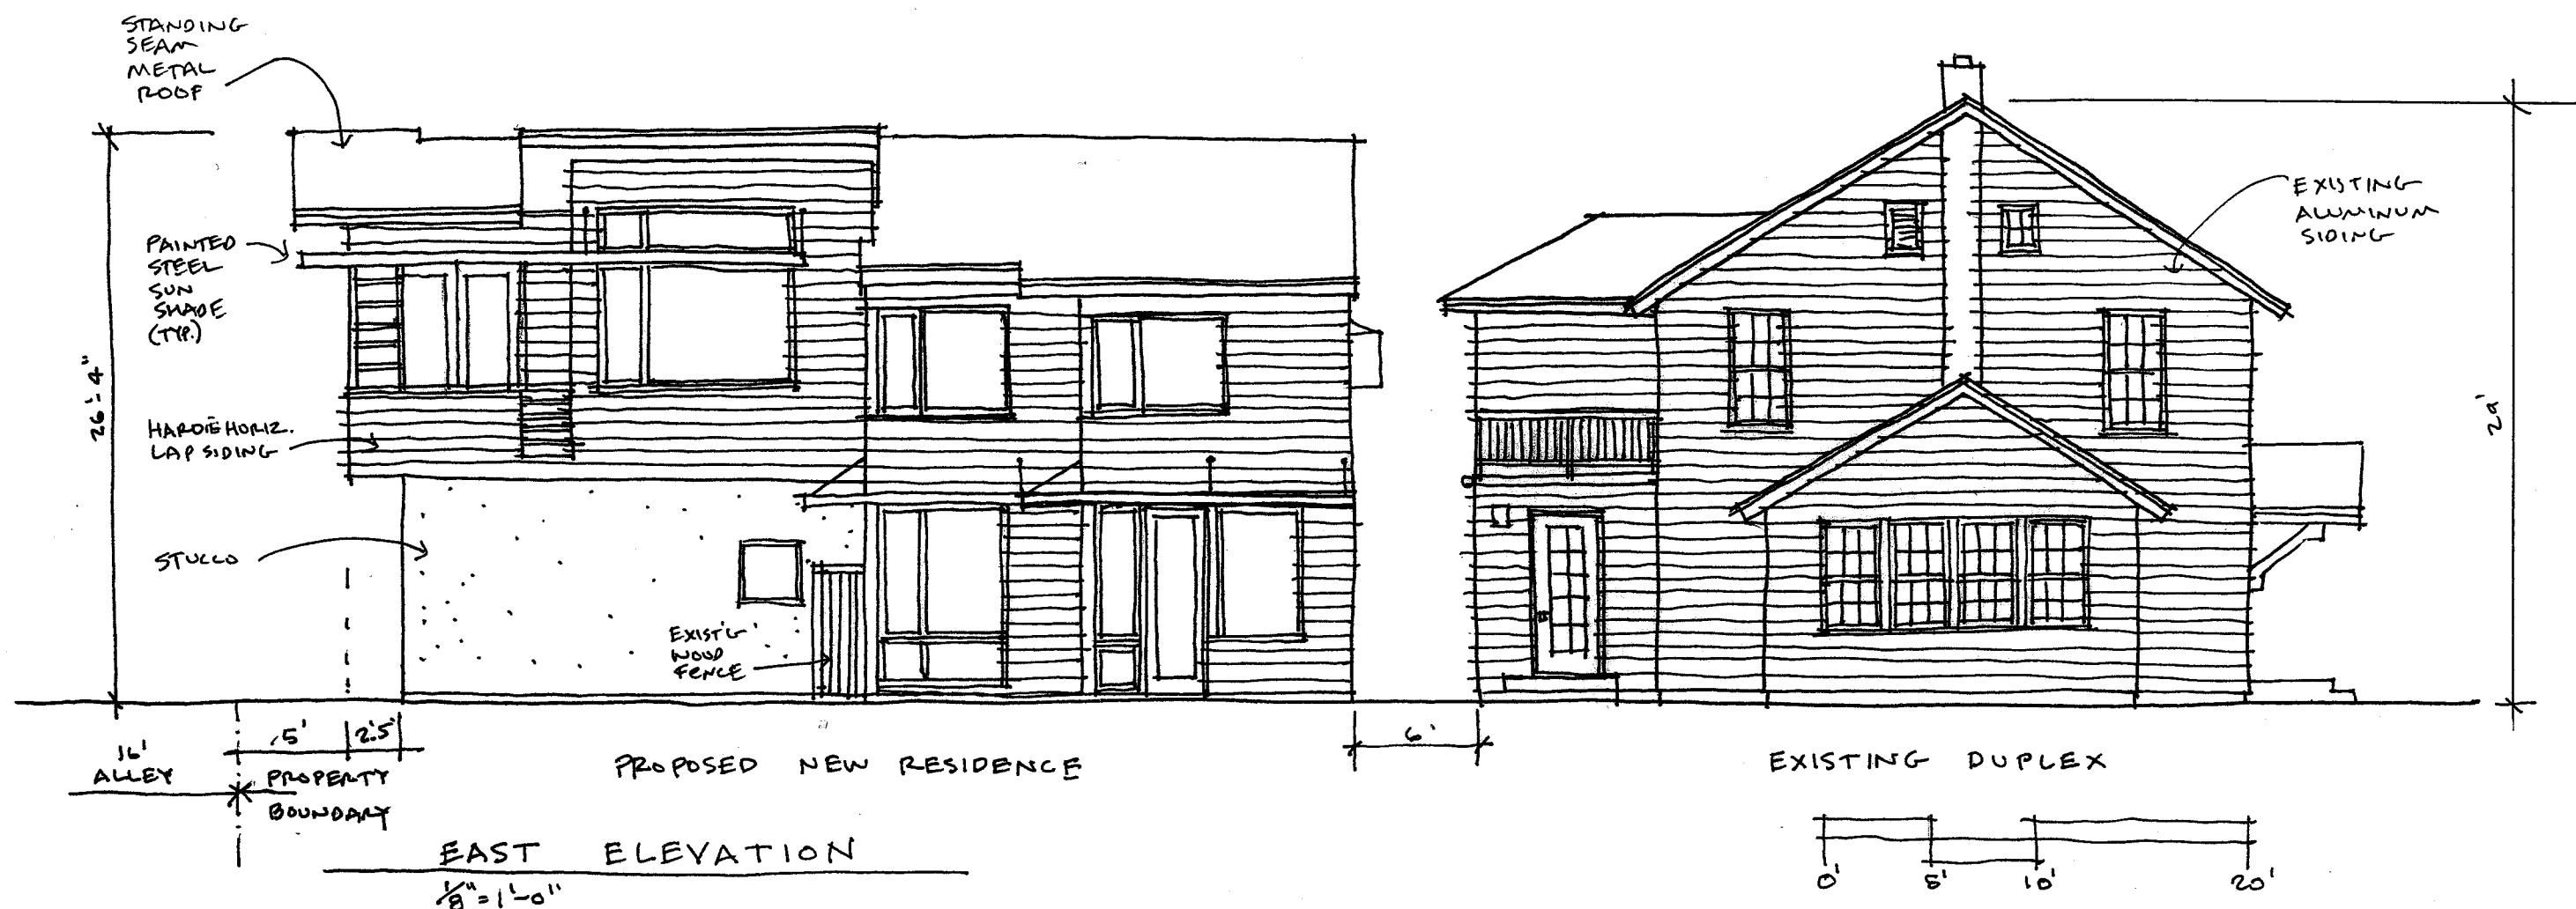 STANDING
SEAM
METAL
ROOF
PAINTED
STEEL
SUN
SHADE
(TYP.)
26'-4"
HARDIE HORIZ.
LAP SIDING
STUCCO
EXIST'G
WOOD
FENCE
EXISTING
ALUMINUM
SIDING
29'
16'
ALLEY
5'
2.5'
PROPERTY
BOUNDARY
PROPOSED NEW RESIDENCE
6'
EXISTING DUPLEX
EAST ELEVATION
1/8" = 1'-0"
0'
5'
10'
20'